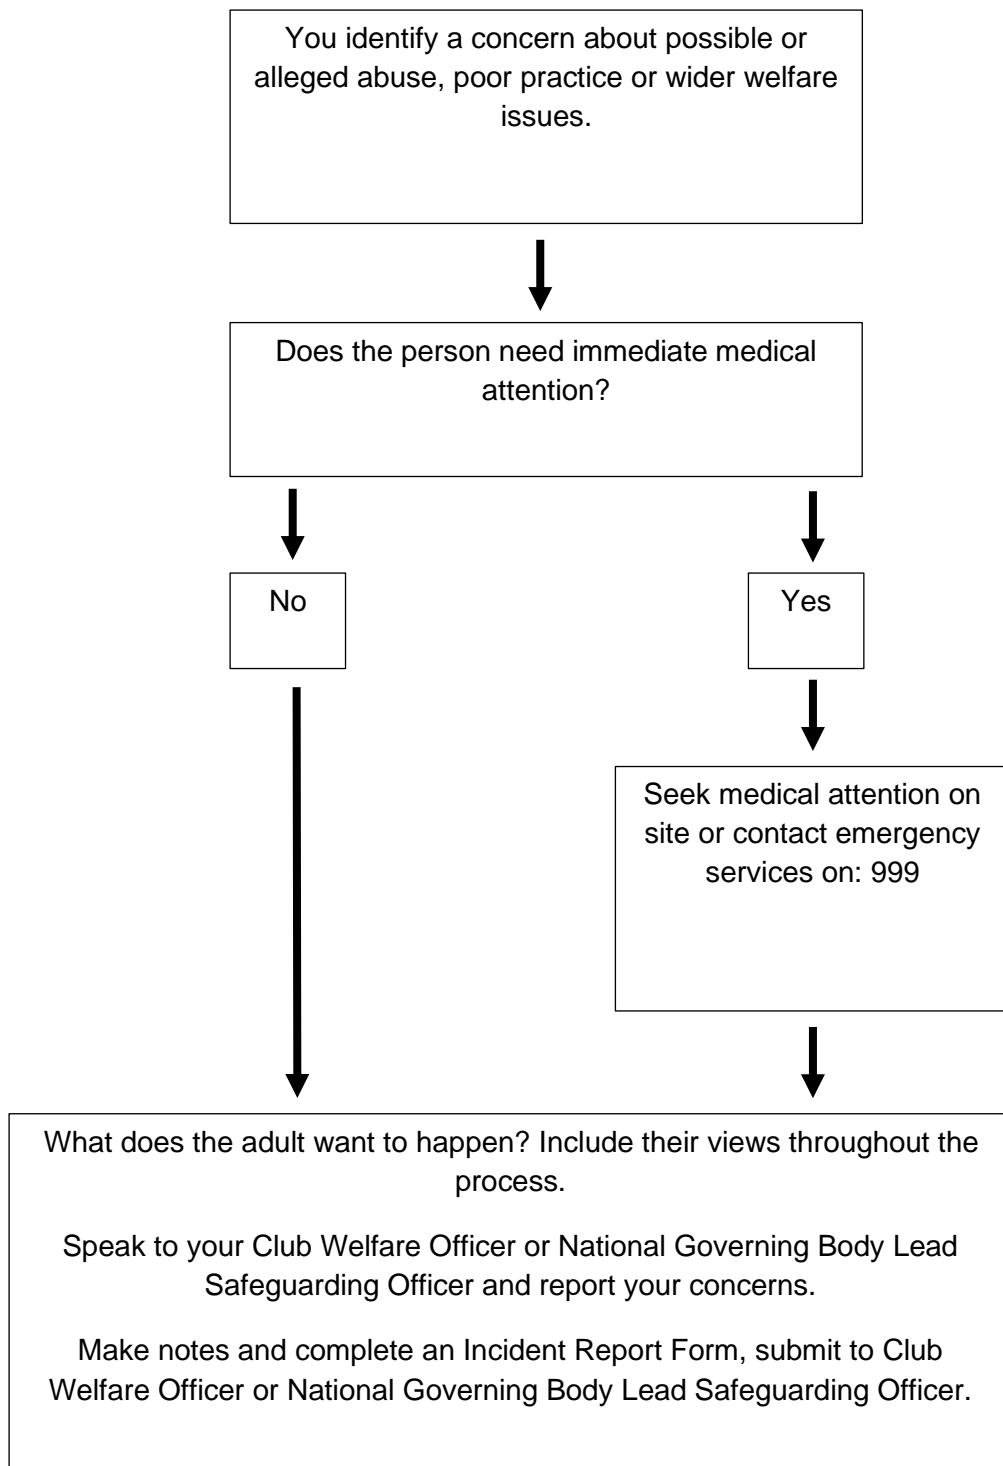 You identify a concern about possible or
alleged abuse, poor practice or wider welfare
issues.
Does the person need immediate medical
attention?
No
Yes
Seek medical attention on
site or contact emergency
services on: 999
What does the adult want to happen? Include their views throughout the
process.
Speak to your Club Welfare Officer or National Governing Body Lead
Safeguarding Officer and report your concerns.
Make notes and complete an Incident Report Form, submit to Club
Welfare Officer or National Governing Body Lead Safeguarding Officer.